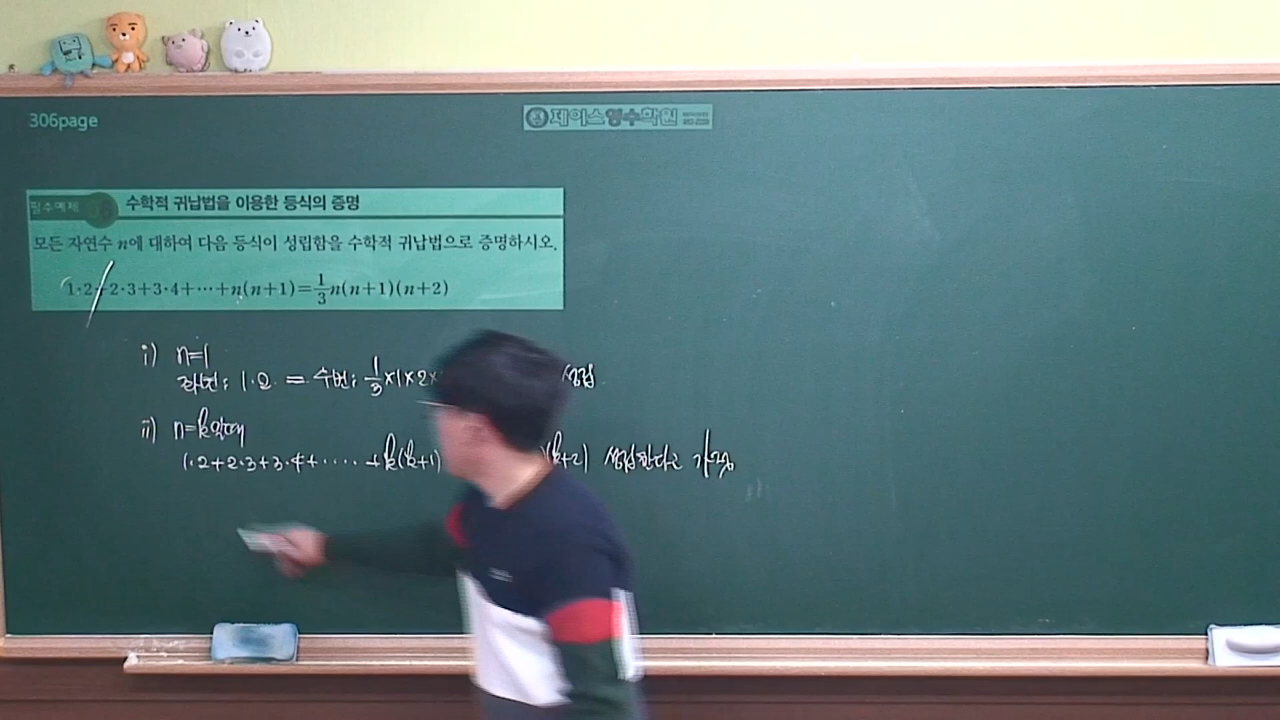 306page
제이스영수학원
필수예제
수학적 귀납법을 이용한 등식의 증명
모든 자연수 n에 대하여 다음 등식이 성립함을 수학적 귀납법으로 증명하시오.
1·2+2·3+3·4+⋯+n(n+1)=1/3n(n+1)(n+2)
i) n=1
좌변: 1·2 = 우변: 1/3×1×2× 성립
ii) n=k일때
1·2+2·3+3·4+⋯⋯+k(k+1) )(k+2) 성립한다고 가정